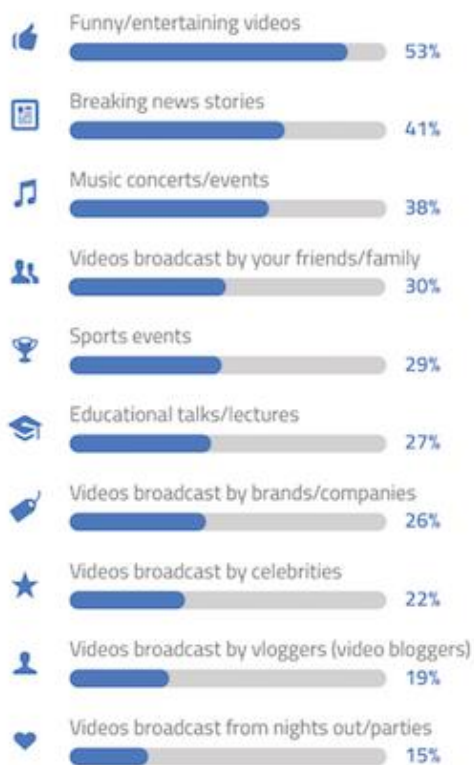 Funny/entertaining videos
53%
Breaking news stories
41%
Music concerts/events
38%
Videos broadcast by your friends/family
30%
Sports events
29%
Educational talks/lectures
27%
Videos broadcast by brands/companies
26%
Videos broadcast by celebrities
22%
Videos broadcast by vloggers (video bloggers)
19%
Videos broadcast from nights out/parties
15%